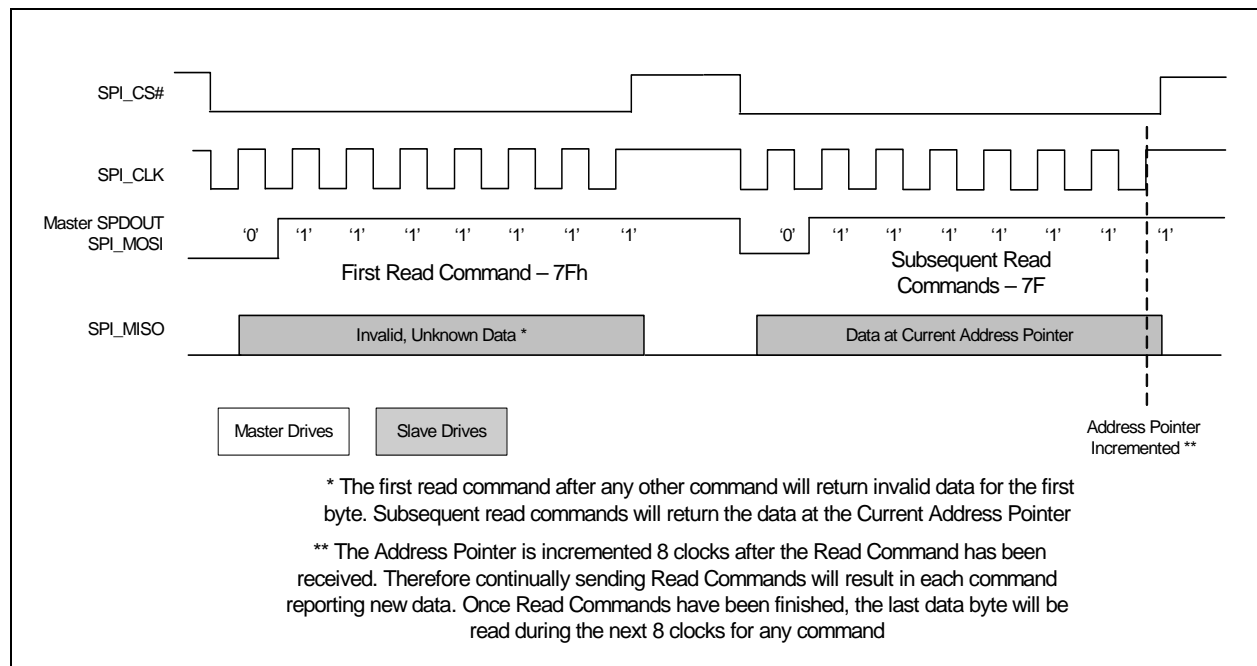 SPI_CS#
SPI_CLK
Master SPDOUT
SPI_MOSI
‘0’ ‘1’ ‘1’ ‘1’ ‘1’ ‘1’ ‘1’ ‘1’ ‘0’ ‘1’ ‘1’ ‘1’ ‘1’ ‘1’ ‘1’ ‘1’
First Read Command – 7Fh
Subsequent Read
Commands – 7F
SPI_MISO
Invalid, Unknown Data *
Data at Current Address Pointer
Master Drives
Slave Drives
Address Pointer
Incremented **
* The first read command after any other command will return invalid data for the first
byte. Subsequent read commands will return the data at the Current Address Pointer
** The Address Pointer is incremented 8 clocks after the Read Command has been
received. Therefore continually sending Read Commands will result in each command
reporting new data. Once Read Commands have been finished, the last data byte will be
read during the next 8 clocks for any command